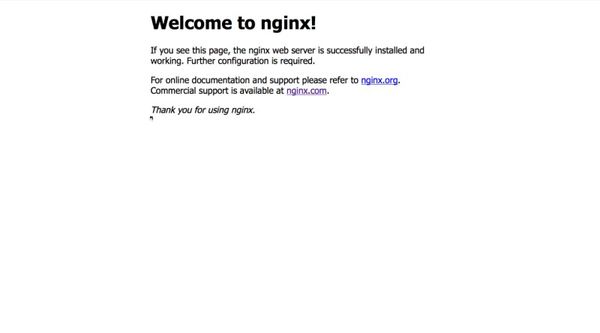 Welcome to nginx!
If you see this page, the nginx web server is successfully installed and
working. Further configuration is required.
For online documentation and support please refer to nginx.org.
Commercial support is available at nginx.com.
Thank you for using nginx.